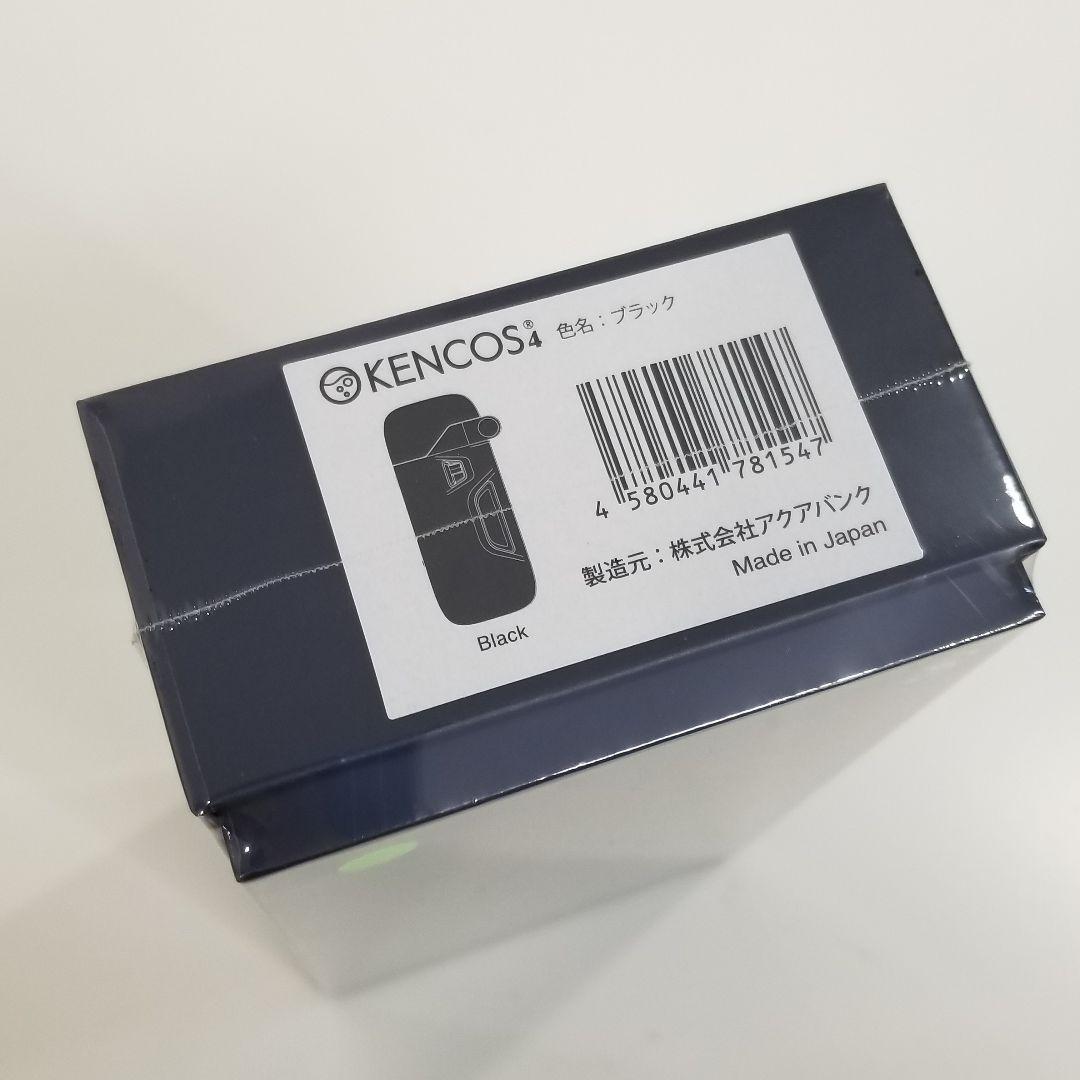 KENCOS®4
色名：ブラック
4 580441 781547
製造元：株式会社アクアバンク
Made in Japan
Black